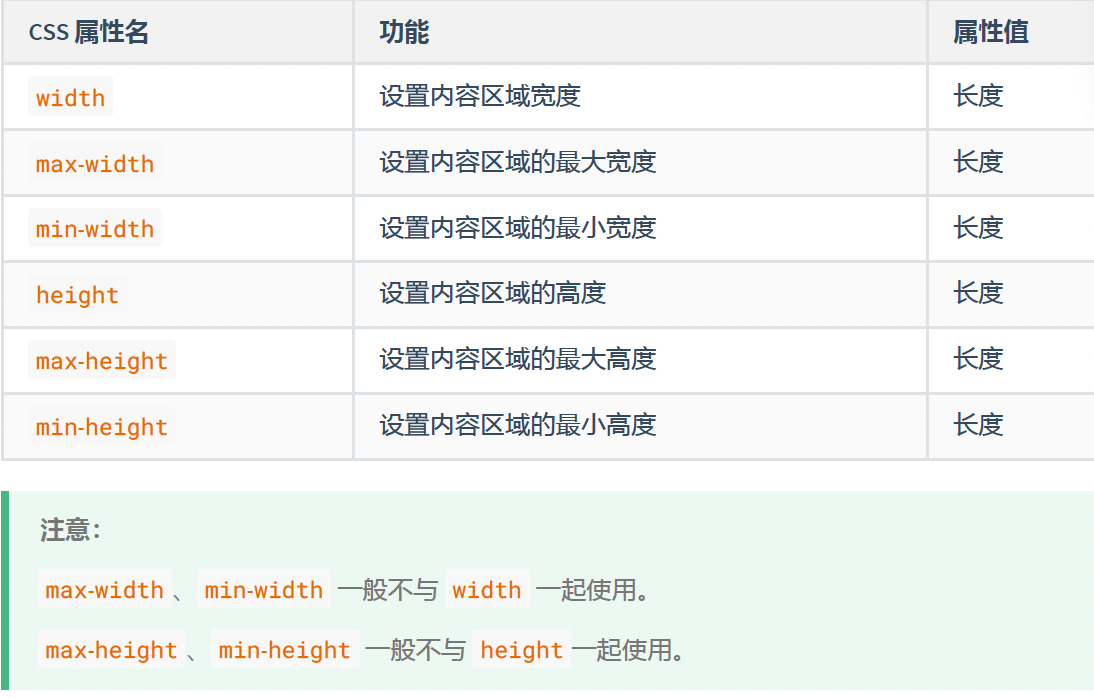 CSS 属性名 功能 属性值
width 设置内容区域宽度 长度
max-width 设置内容区域的最大宽度 长度
min-width 设置内容区域的最小宽度 长度
height 设置内容区域的高度 长度
max-height 设置内容区域的最大高度 长度
min-height 设置内容区域的最小高度 长度
注意：
max-width 、 min-width 一般不与 width 一起使用。
max-height 、 min-height 一般不与 height 一起使用。